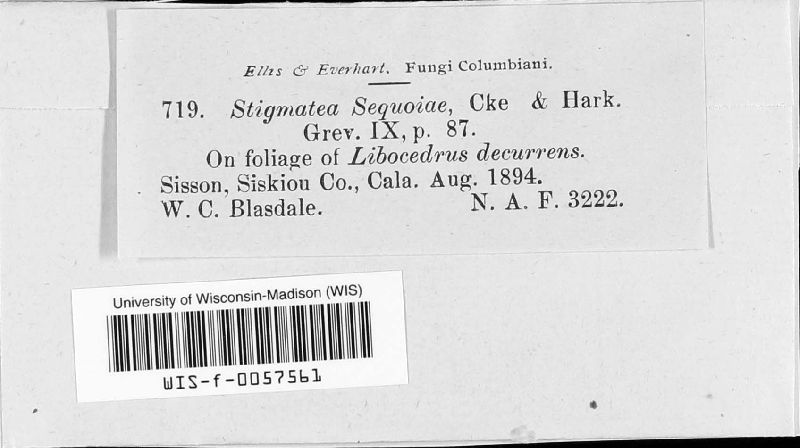 Ellis & Everhart. Fungi Columbiani.
719. Stigmatea Sequoiae, Cke & Hark.
Grev. IX, p. 87.
On foliage of Libocedrus decurrens.
Sisson, Siskiou Co., Cala. Aug. 1894.
W. C. Blasdale. N. A. F. 3222.
University of Wisconsin-Madison (WIS)
WIS-f-0057561